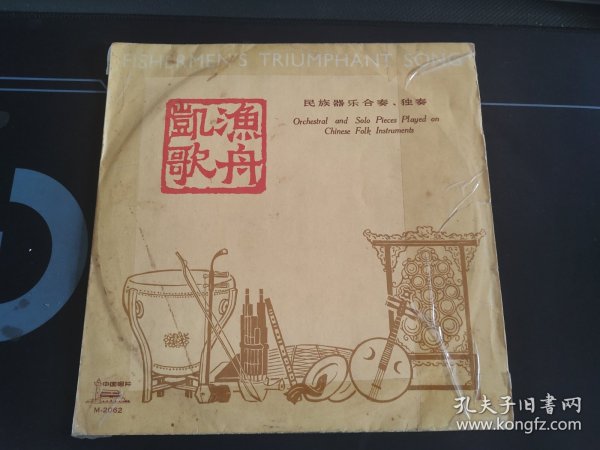 FISHERMEN'S TRIUMPHANT SONG
漁舟
凱歌
民族器乐合奏、独奏
Orchestral and Solo Pieces Played on
Chinese Folk Instruments
中国唱片
M-2062
孔夫子旧书网
www.kongfz.com